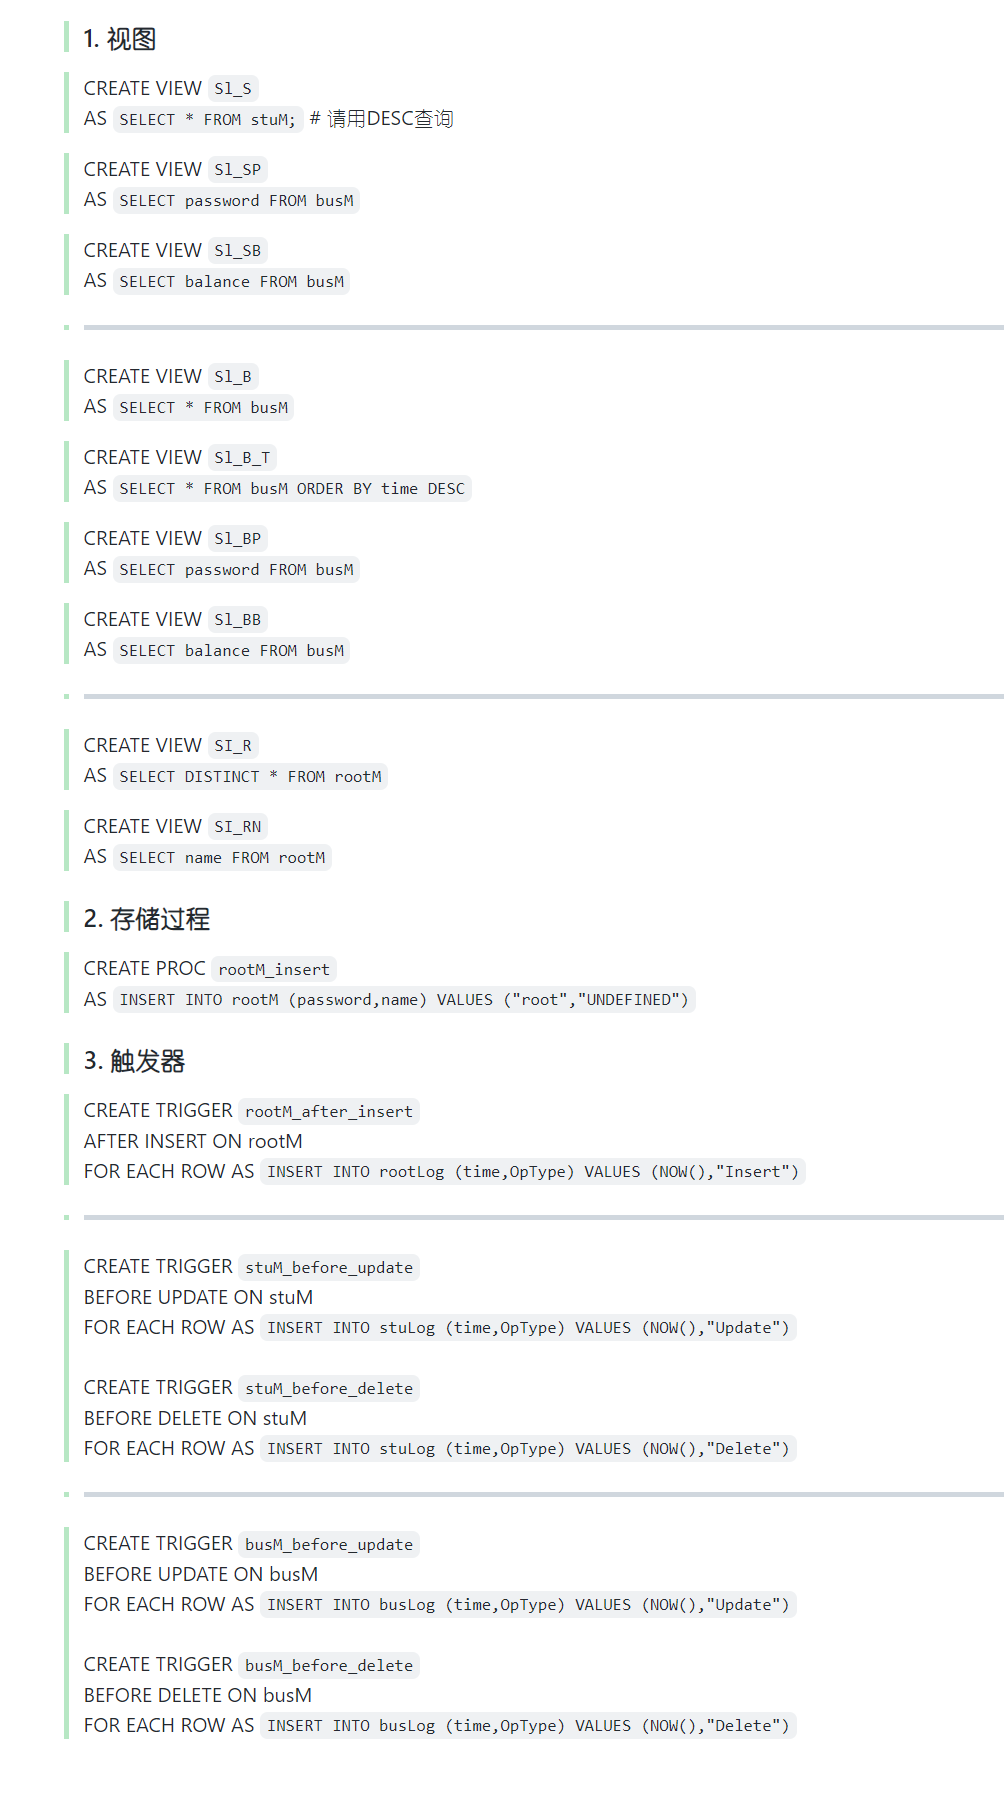 1. 视图
CREATE VIEW Sl_S
AS SELECT * FROM stuM; # 请用DESC查询
CREATE VIEW Sl_SP
AS SELECT password FROM busM
CREATE VIEW Sl_SB
AS SELECT balance FROM busM
CREATE VIEW Sl_B
AS SELECT * FROM busM
CREATE VIEW Sl_B_T
AS SELECT * FROM busM ORDER BY time DESC
CREATE VIEW Sl_BP
AS SELECT password FROM busM
CREATE VIEW Sl_BB
AS SELECT balance FROM busM
CREATE VIEW SI_R
AS SELECT DISTINCT * FROM rootM
CREATE VIEW SI_RN
AS SELECT name FROM rootM
2. 存储过程
CREATE PROC rootM_insert
AS INSERT INTO rootM (password,name) VALUES ("root","UNDEFINED")
3. 触发器
CREATE TRIGGER rootM_after_insert
AFTER INSERT ON rootM
FOR EACH ROW AS INSERT INTO rootLog (time,OpType) VALUES (NOW(),"Insert")
CREATE TRIGGER stuM_before_update
BEFORE UPDATE ON stuM
FOR EACH ROW AS INSERT INTO stuLog (time,OpType) VALUES (NOW(),"Update")
CREATE TRIGGER stuM_before_delete
BEFORE DELETE ON stuM
FOR EACH ROW AS INSERT INTO stuLog (time,OpType) VALUES (NOW(),"Delete")
CREATE TRIGGER busM_before_update
BEFORE UPDATE ON busM
FOR EACH ROW AS INSERT INTO busLog (time,OpType) VALUES (NOW(),"Update")
CREATE TRIGGER busM_before_delete
BEFORE DELETE ON busM
FOR EACH ROW AS INSERT INTO busLog (time,OpType) VALUES (NOW(),"Delete")